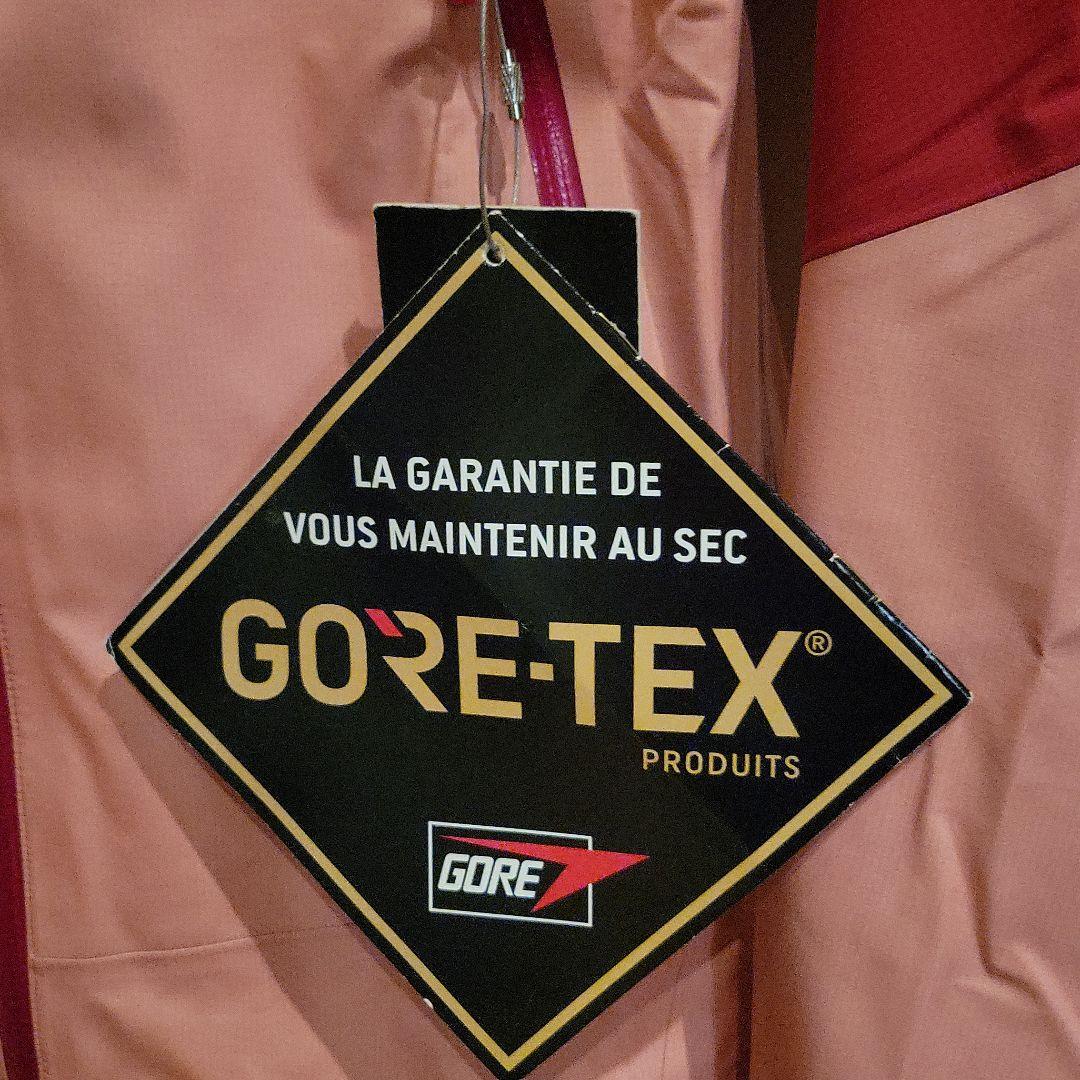 LA GARANTIE DE
VOUS MAINTENIR AU SEC
GORE-TEX®
PRODUITS
GORE